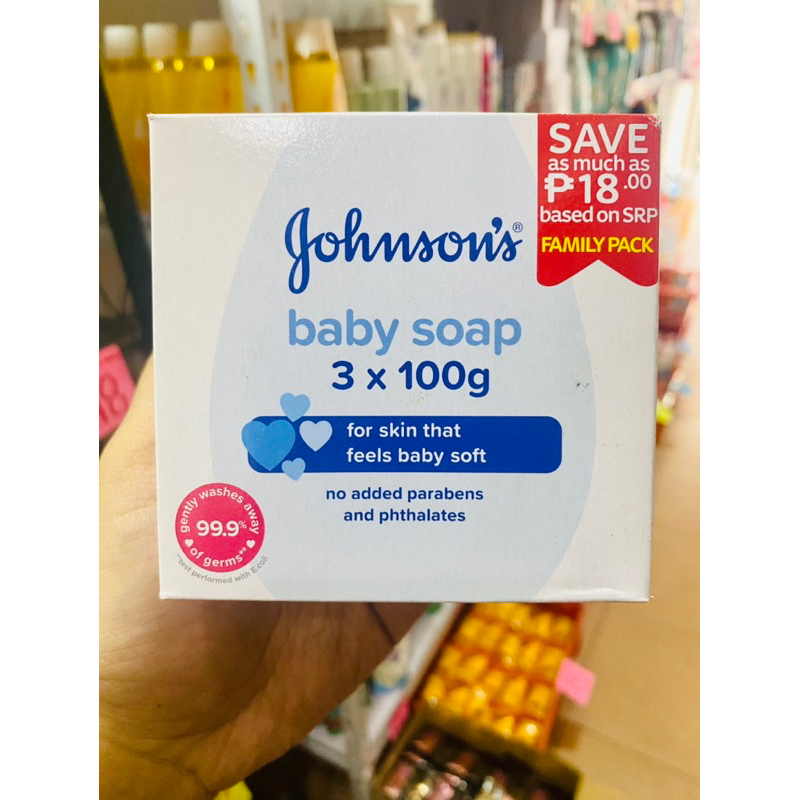 SAVE
as much as
₱18.00
based on SRP
FAMILY PACK
Johnson's®
baby soap
3 x 100g
for skin that
feels baby soft
no added parabens
and phthalates
gently washes away
99.9%
of germs**
**test performed with E.coli